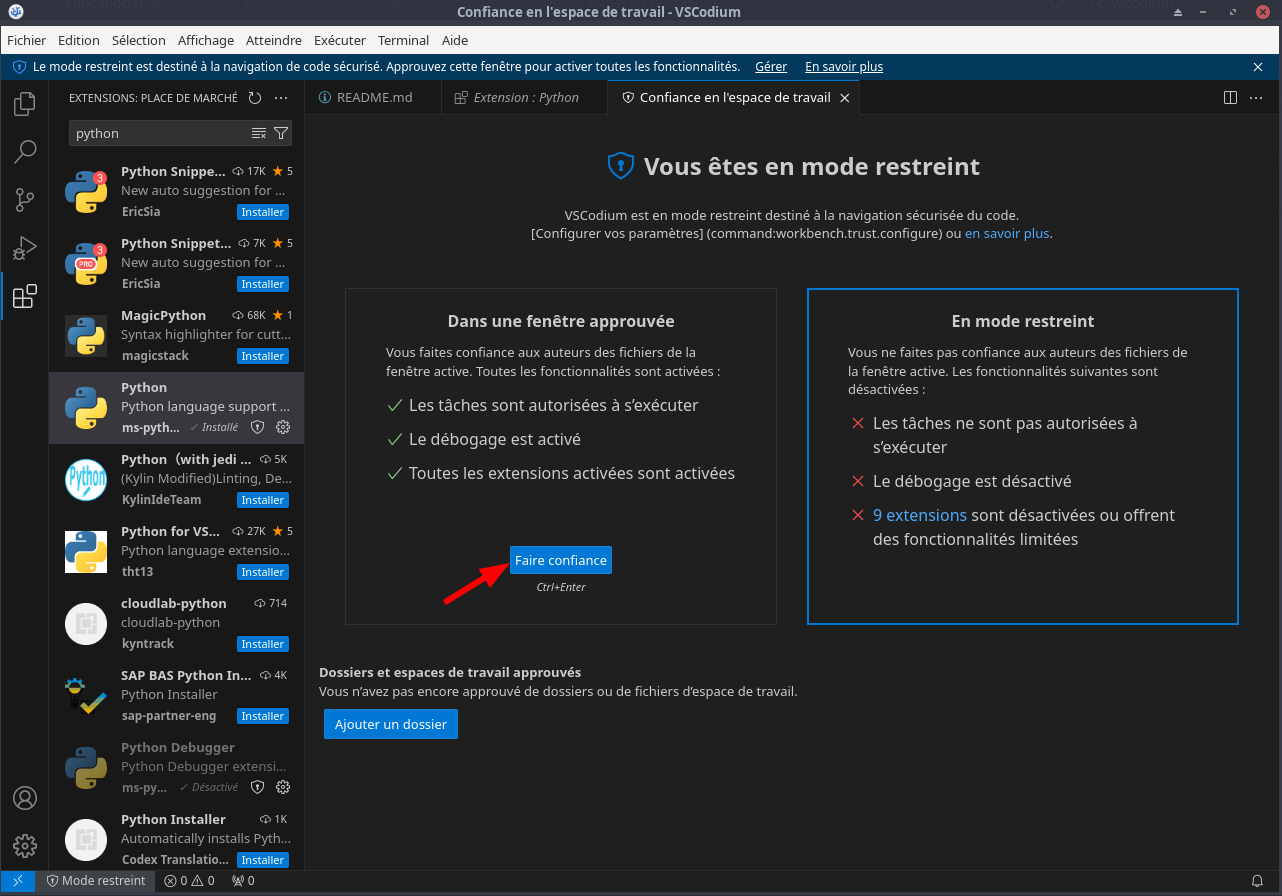 Confiance en l'espace de travail - VSCodium
Fichier Edition Sélection Affichage Atteindre Exécuter Terminal Aide
Le mode restreint est destiné à la navigation de code sécurisé. Approuvez cette fenêtre pour activer toutes les fonctionnalités. Gérer En savoir plus
EXTENSIONS: PLACE DE MARCHÉ
README.md
Extension : Python
Confiance en l'espace de travail
python
Python Snippe... 17K 5
New auto suggestion for ...
EricSia Installer
3
Python Snippet... 7K 5
New auto suggestion for ...
EricSia Installer
3
PRO
MagicPython 68K 1
Syntax highlighter for cutt...
magicstack Installer
Python
Python language support ...
ms-pyth... ✓ Installé
Python（with jedi ... 5K
(Kylin Modified)Linting, De...
KylinIdeTeam Installer
Python
Python for VS... 27K 5
Python language extensio...
tht13 Installer
cloudlab-python 714
cloudlab-python
kyntrack Installer
SAP BAS Python In... 4K
Python Installer
sap-partner-eng Installer
Python Debugger
Python Debugger extensi...
ms-py... ✓ Désactivé
Python Installer 1K
Automatically installs Pyth...
Codex Translatio... Installer
Vous êtes en mode restreint
VSCodium est en mode restreint destiné à la navigation sécurisée du code.
[Configurer vos paramètres] (command:workbench.trust.configure) ou en savoir plus.
Dans une fenêtre approuvée
Vous faites confiance aux auteurs des fichiers de la
fenêtre active. Toutes les fonctionnalités sont activées :
Les tâches sont autorisées à s’exécuter
Le débogage est activé
Toutes les extensions activées sont activées
Faire confiance
Ctrl+Enter
En mode restreint
Vous ne faites pas confiance aux auteurs des fichiers de
la fenêtre active. Les fonctionnalités suivantes sont
désactivées :
Les tâches ne sont pas autorisées à
s’exécuter
Le débogage est désactivé
9 extensions sont désactivées ou offrent
des fonctionnalités limitées
Dossiers et espaces de travail approuvés
Vous n’avez pas encore approuvé de dossiers ou de fichiers d’espace de travail.
Ajouter un dossier
Mode restreint 0 0 0